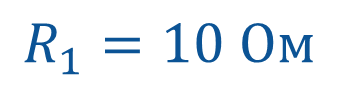 R₁ = 10 Ом